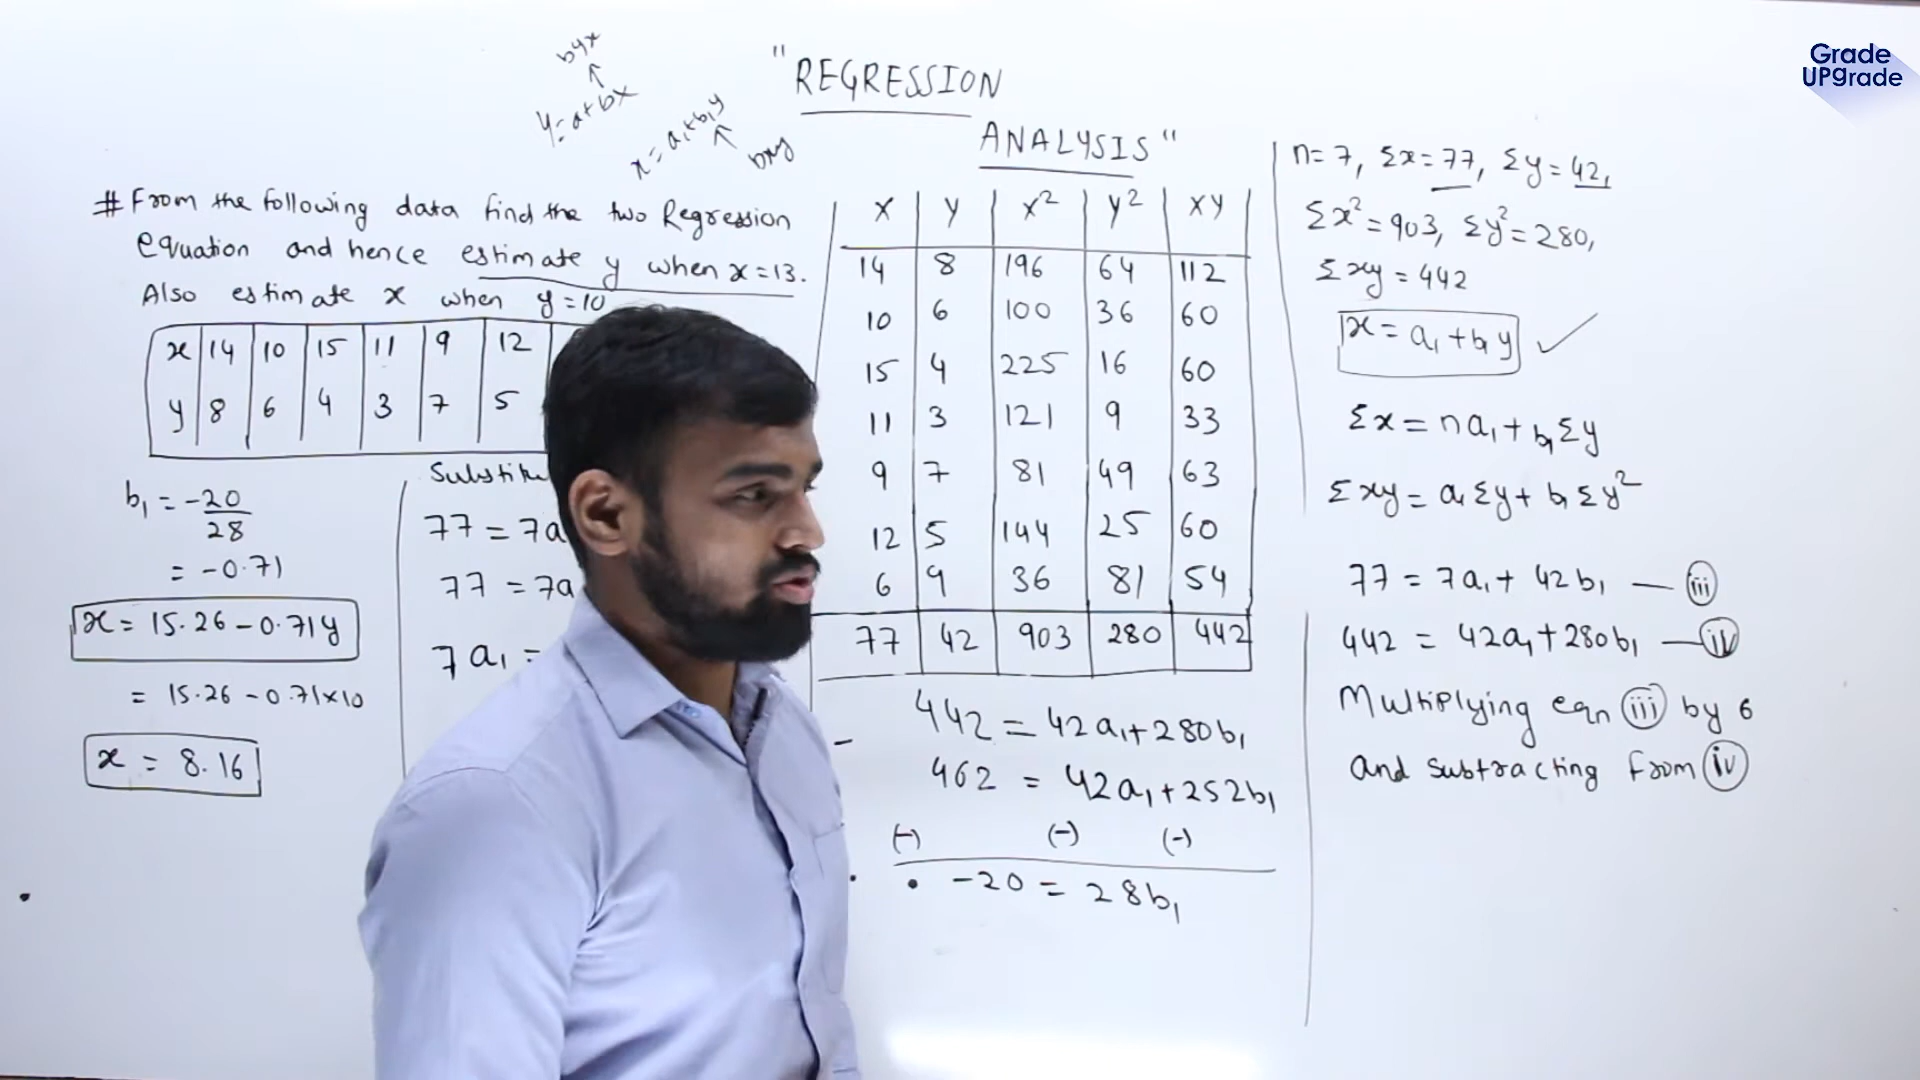 Grade
UPgrade
"REGRESSION
ANALYSIS"
byx
y = a + bx
x = a₁ + b₁y
bxy
# From the following data find the two Regression
equation and hence estimate y when x = 13.
Also estimate x when y = 10
x 14 10 15 11 9 12
y 8 6 4 3 7 5
b₁ = -20
28
= -0.71
x = 15.26 - 0.71y
= 15.26 - 0.71 × 10
x = 8.16
77 = 7a
77 = 7a
7a₁ =
X Y X² Y² XY
14 8 196 64 112
10 6 100 36 60
15 4 225 16 60
11 3 121 9 33
9 7 81 49 63
12 5 144 25 60
6 9 36 81 54
77 42 903 280 442
442 = 42a₁ + 280b₁
- 462 = 42a₁ + 252b₁
(-) (-) (-)
-20 = 28b₁
n = 7, Σx = 77, Σy = 42,
Σx² = 903, Σy² = 280,
Σxy = 442
x = a₁ + b₁y ✓
Σx = na₁ + b₁Σy
Σxy = a₁Σy + b₁Σy²
77 = 7a₁ + 42b₁ — (iii)
442 = 42a₁ + 280b₁ — (iv)
Multiplying eqn (iii) by 6
and subtracting from (iv)